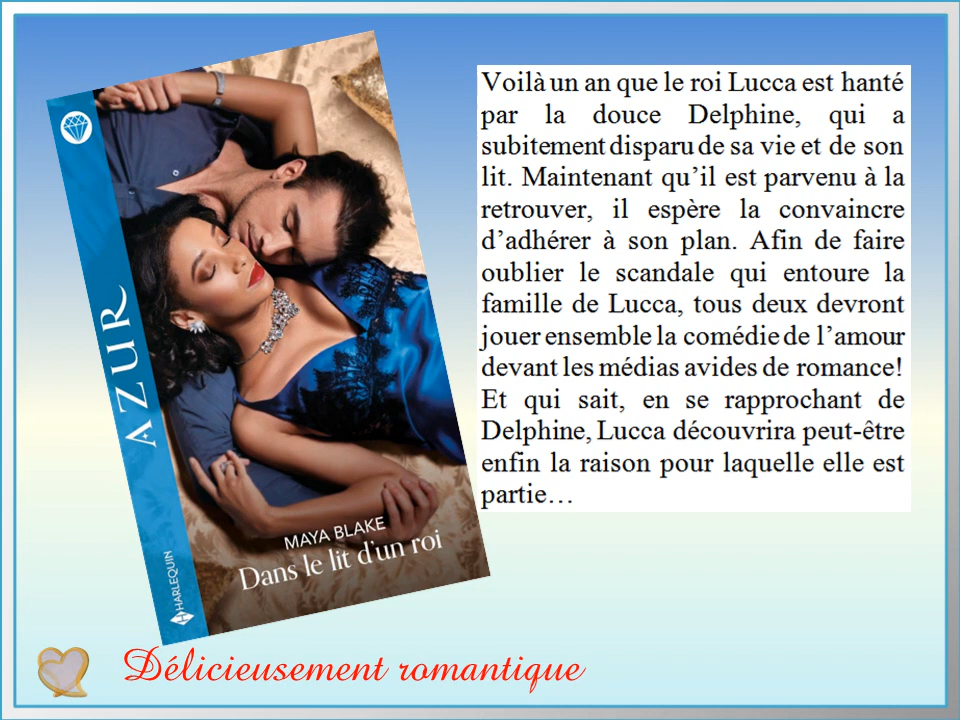 AZUR
HARLEQUIN
MAYA BLAKE
Dans le lit d'un roi
Voilà un an que le roi Lucca est hanté
par la douce Delphine, qui a
subitement disparu de sa vie et de son
lit. Maintenant qu’il est parvenu à la
retrouver, il espère la convaincre
d’adhérer à son plan. Afin de faire
oublier le scandale qui entoure la
famille de Lucca, tous deux devront
jouer ensemble la comédie de l’amour
devant les médias avides de romance!
Et qui sait, en se rapprochant de
Delphine, Lucca découvrira peut-être
enfin la raison pour laquelle elle est
partie…
Délicieusement romantique